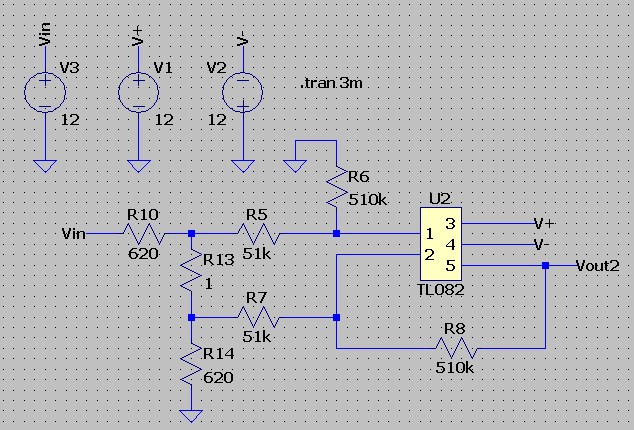 Vin V+ V-
V3 V1 V2 .tran 3m
12 12 12
R6
510k
U2
R10 R5 3 V+
Vin 1 4 V-
620 51k 2 5 Vout2
R13 TL082
1
R7
51k R8
R14 510k
620